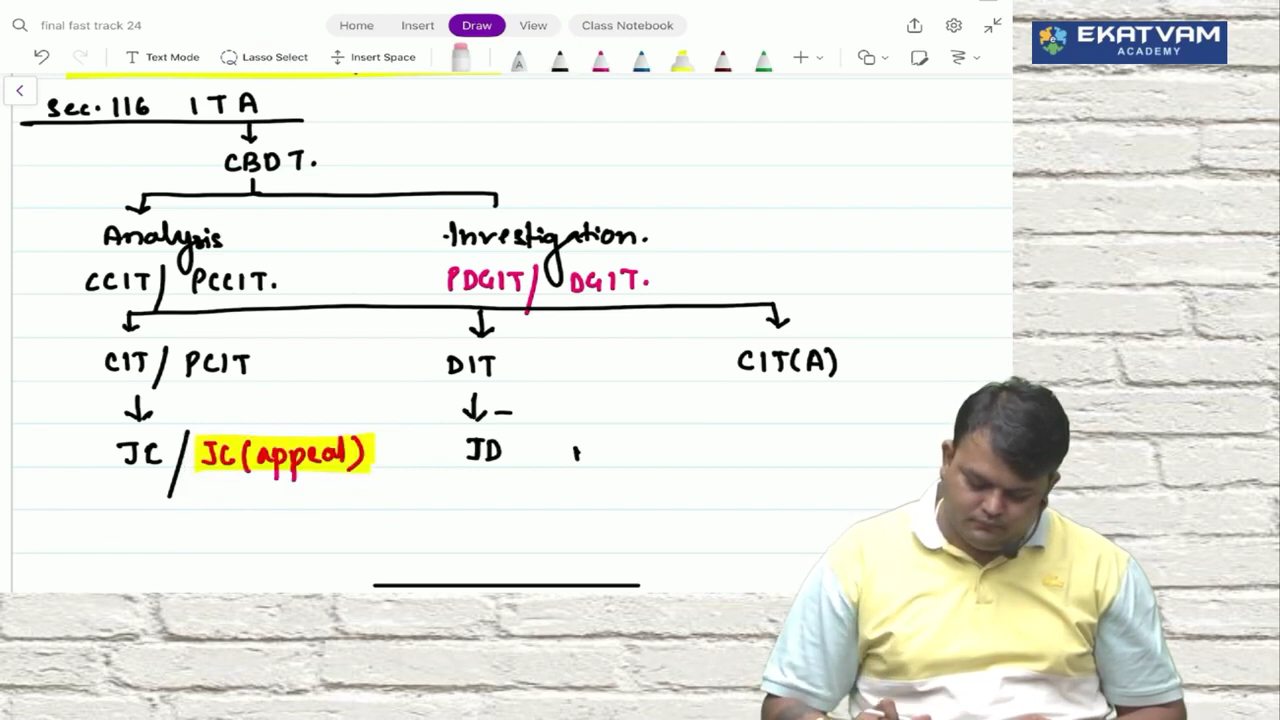 final fast track 24
Home Insert Draw View Class Notebook
Text Mode Lasso Select Insert Space
EKATVAM
ACADEMY
Sec. 116 ITA
CBDT.
Analysis Investigation.
CCIT / PCCIT. PDGIT / DGIT.
CIT / PCIT DIT CIT(A)
JC / JC (appeal) JD